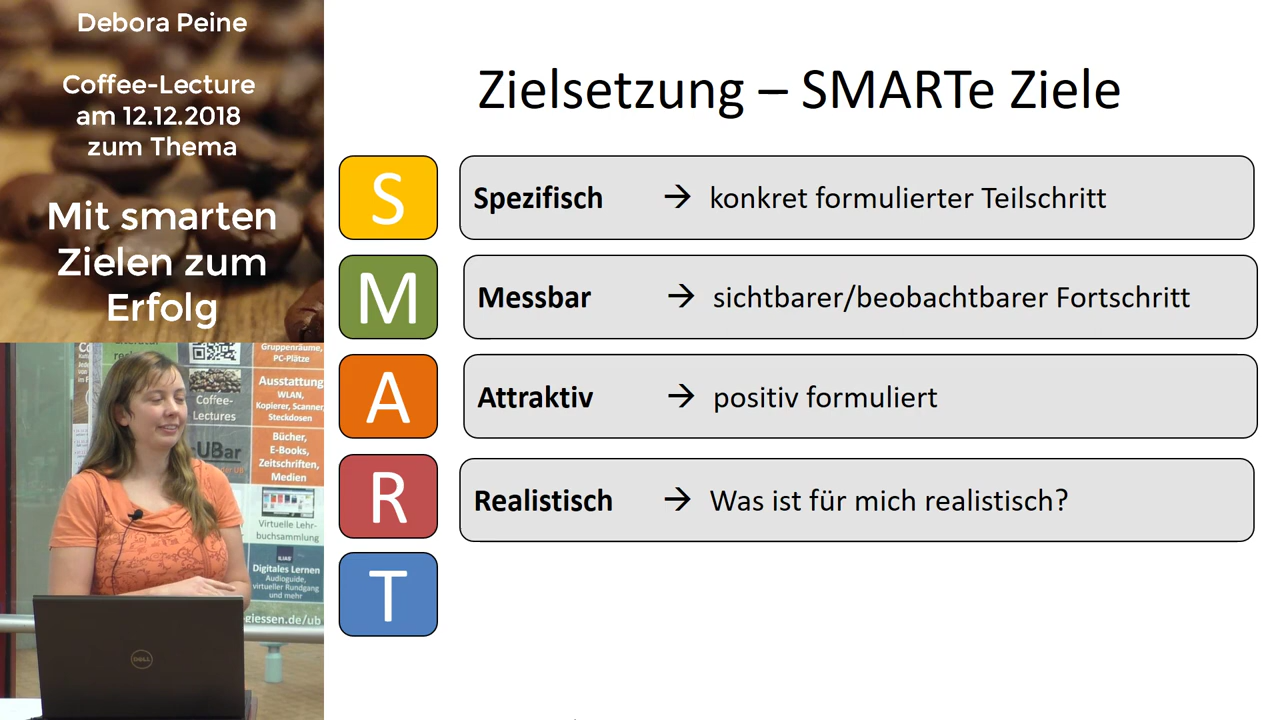 Debora Peine
Coffee-Lecture
am 12.12.2018
zum Thema
Mit smarten
Zielen zum
Erfolg
Zielsetzung – SMARTe Ziele
S
Spezifisch → konkret formulierter Teilschritt
M
Messbar → sichtbarer/beobachtbarer Fortschritt
A
Attraktiv → positiv formuliert
R
Realistisch → Was ist für mich realistisch?
T
Gruppenräume,
PC-Plätze
Coffee-
Lectures
Ausstattung
WLAN,
Kopierer, Scanner,
Steckdosen
-UBar
Bücher,
E-Books,
Zeitschriften,
Medien
Virtuelle Lehr-
buchsammlung
ILIAS
Digitales Lernen
Audioguide,
virtueller Rundgang
und mehr
giessen.de/ub
DELL